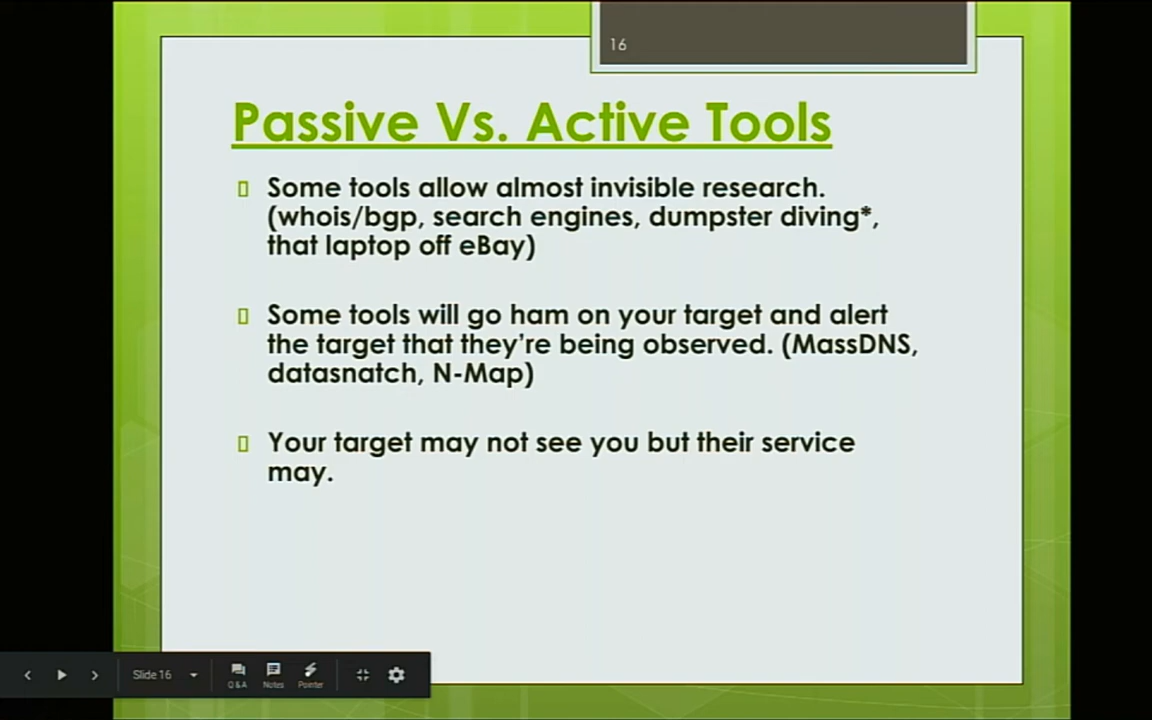 16
Passive Vs. Active Tools
Some tools allow almost invisible research.
(whois/bgp, search engines, dumpster diving*,
that laptop off eBay)
Some tools will go ham on your target and alert
the target that they're being observed. (MassDNS,
datasnatch, N-Map)
Your target may not see you but their service
may.
Slide 16
Q&A Notes Pointer